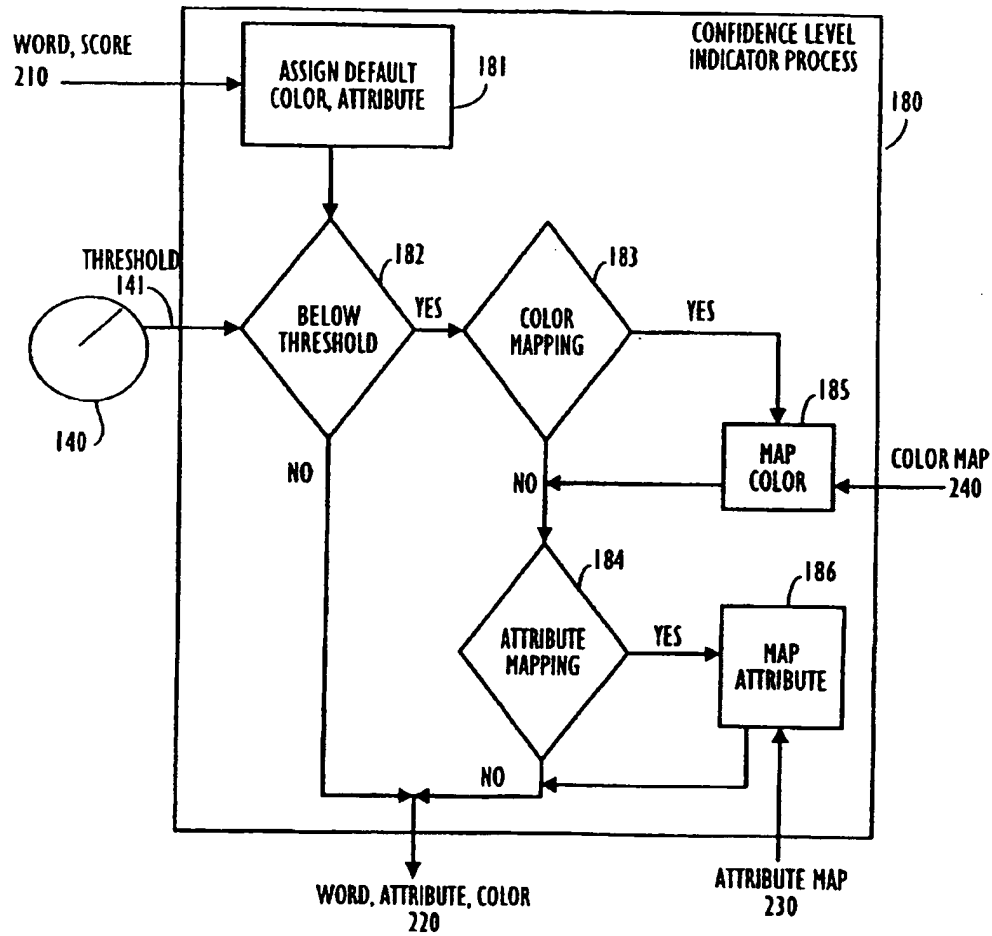 WORD, SCORE
210
CONFIDENCE LEVEL
INDICATOR PROCESS
180
ASSIGN DEFAULT
COLOR, ATTRIBUTE
181
THRESHOLD
141
140
BELOW
THRESHOLD
182
YES
NO
COLOR
MAPPING
183
YES
NO
MAP
COLOR
185
COLOR MAP
240
ATTRIBUTE
MAPPING
184
YES
NO
MAP
ATTRIBUTE
186
WORD, ATTRIBUTE, COLOR
220
ATTRIBUTE MAP
230